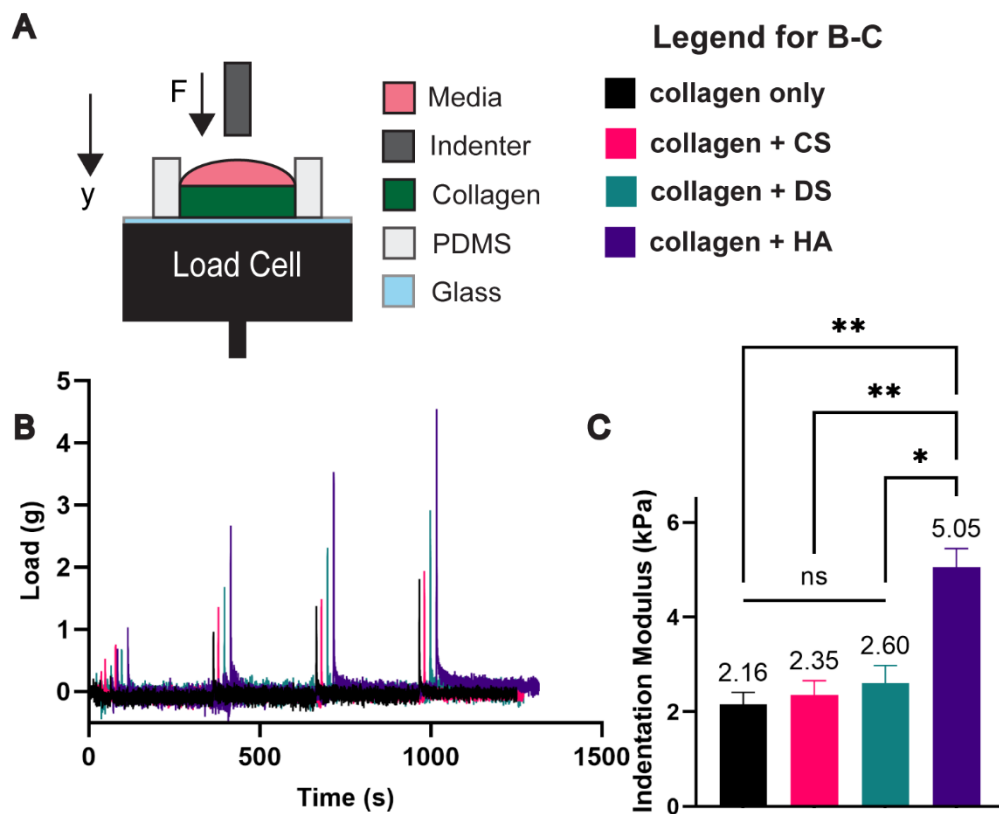 A
F
y
Media
Indenter
Collagen
PDMS
Glass
Load Cell
Legend for B-C
collagen only
collagen + CS
collagen + DS
collagen + HA
B
Load (g)
5
4
3
2
1
0
0
500
1000
1500
Time (s)
C
Indentation Modulus (kPa)
6
4
2
0
**
**
*
ns
2.16
2.35
2.60
5.05